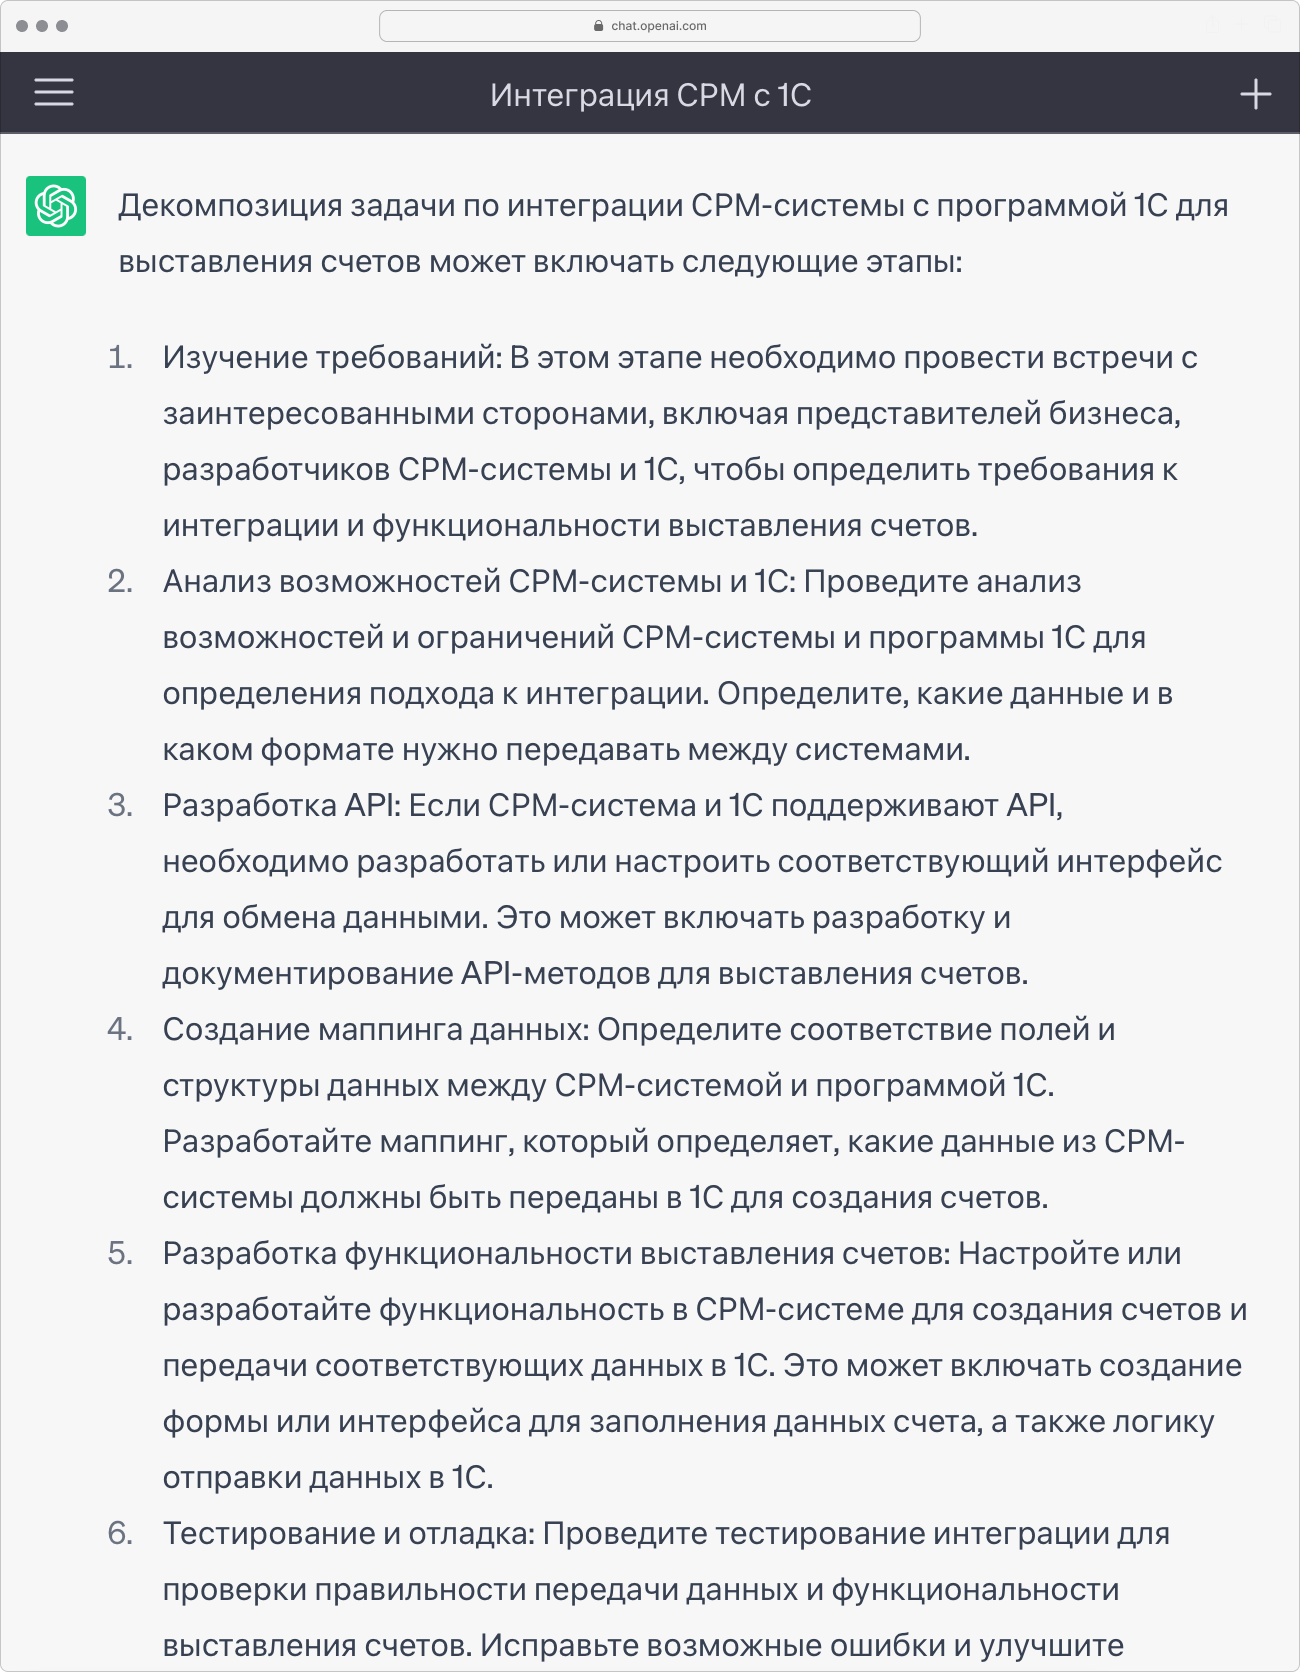 chat.openai.com
Интеграция СРМ с 1С
Декомпозиция задачи по интеграции СРМ-системы с программой 1С для
выставления счетов может включать следующие этапы:
1. Изучение требований: В этом этапе необходимо провести встречи с
заинтересованными сторонами, включая представителей бизнеса,
разработчиков СРМ-системы и 1С, чтобы определить требования к
интеграции и функциональности выставления счетов.
2. Анализ возможностей СРМ-системы и 1С: Проведите анализ
возможностей и ограничений СРМ-системы и программы 1С для
определения подхода к интеграции. Определите, какие данные и в
каком формате нужно передавать между системами.
3. Разработка API: Если СРМ-система и 1С поддерживают API,
необходимо разработать или настроить соответствующий интерфейс
для обмена данными. Это может включать разработку и
документирование API-методов для выставления счетов.
4. Создание маппинга данных: Определите соответствие полей и
структуры данных между СРМ-системой и программой 1С.
Разработайте маппинг, который определяет, какие данные из СРМ-
системы должны быть переданы в 1С для создания счетов.
5. Разработка функциональности выставления счетов: Настройте или
разработайте функциональность в СРМ-системе для создания счетов и
передачи соответствующих данных в 1С. Это может включать создание
формы или интерфейса для заполнения данных счета, а также логику
отправки данных в 1С.
6. Тестирование и отладка: Проведите тестирование интеграции для
проверки правильности передачи данных и функциональности
выставления счетов. Исправьте возможные ошибки и улучшите